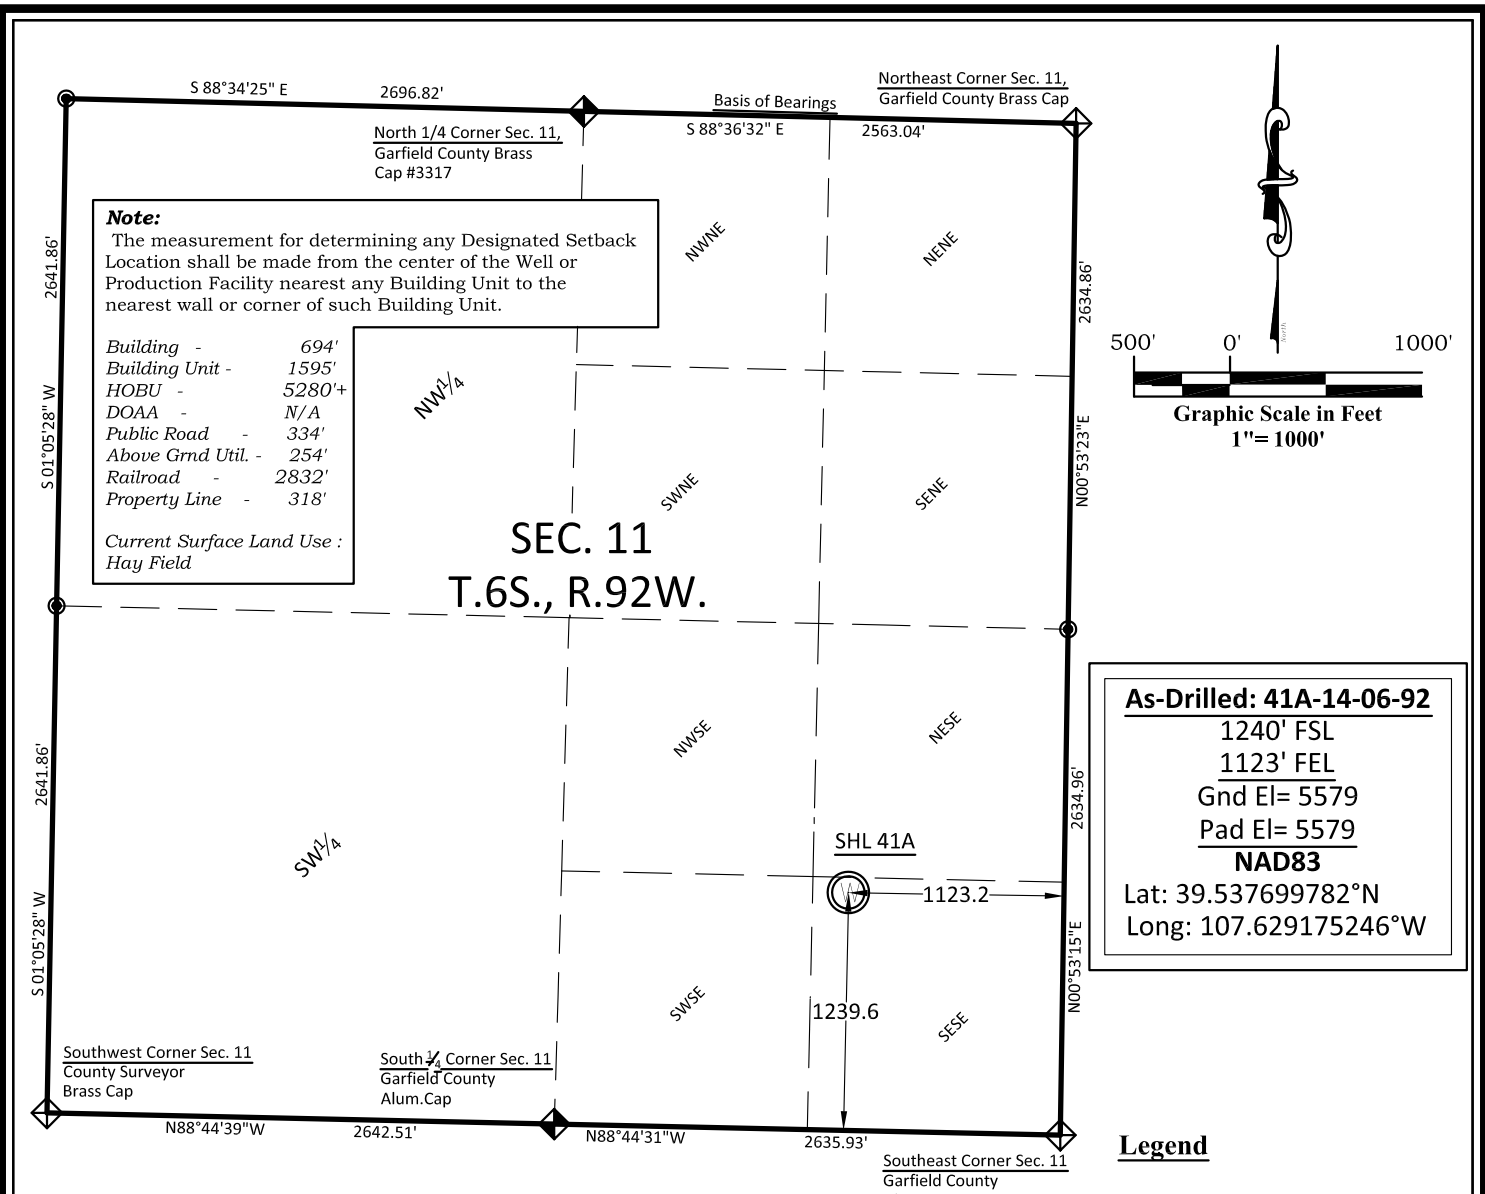 S 88°34'25" E 2696.82'
Northeast Corner Sec. 11,
Garfield County Brass Cap
Basis of Bearings
S 88°36'32" E 2563.04'
North 1/4 Corner Sec. 11,
Garfield County Brass
Cap #3317
Note:
The measurement for determining any Designated Setback
Location shall be made from the center of the Well or
Production Facility nearest any Building Unit to the
nearest wall or corner of such Building Unit.
Building - 694'
Building Unit - 1595'
HOBU - 5280'+
DOAA - N/A
Public Road - 334'
Above Grnd Util. - 254'
Railroad - 2832'
Property Line - 318'
Current Surface Land Use :
Hay Field
2641.86'
S 01°05'28" W
NW1/4
NWNE
NENE
SWNE
SENE
2634.86'
N00°53'23"E
North
500' 0' 1000'
Graphic Scale in Feet
1"= 1000'
SEC. 11
T.6S., R.92W.
2641.86'
S 01°05'28" W
SW1/4
NWSE
NESE
SHL 41A
W
1123.2
1239.6
SWSE
SESE
2634.96'
N00°53'15"E
As-Drilled: 41A-14-06-92
1240' FSL
1123' FEL
Gnd El= 5579
Pad El= 5579
NAD83
Lat: 39.537699782°N
Long: 107.629175246°W
Southwest Corner Sec. 11
County Surveyor
Brass Cap
South 1/4 Corner Sec. 11
Garfield County
Alum.Cap
N88°44'39"W 2642.51'
N88°44'31"W 2635.93'
Southeast Corner Sec. 11
Garfield County
Legend